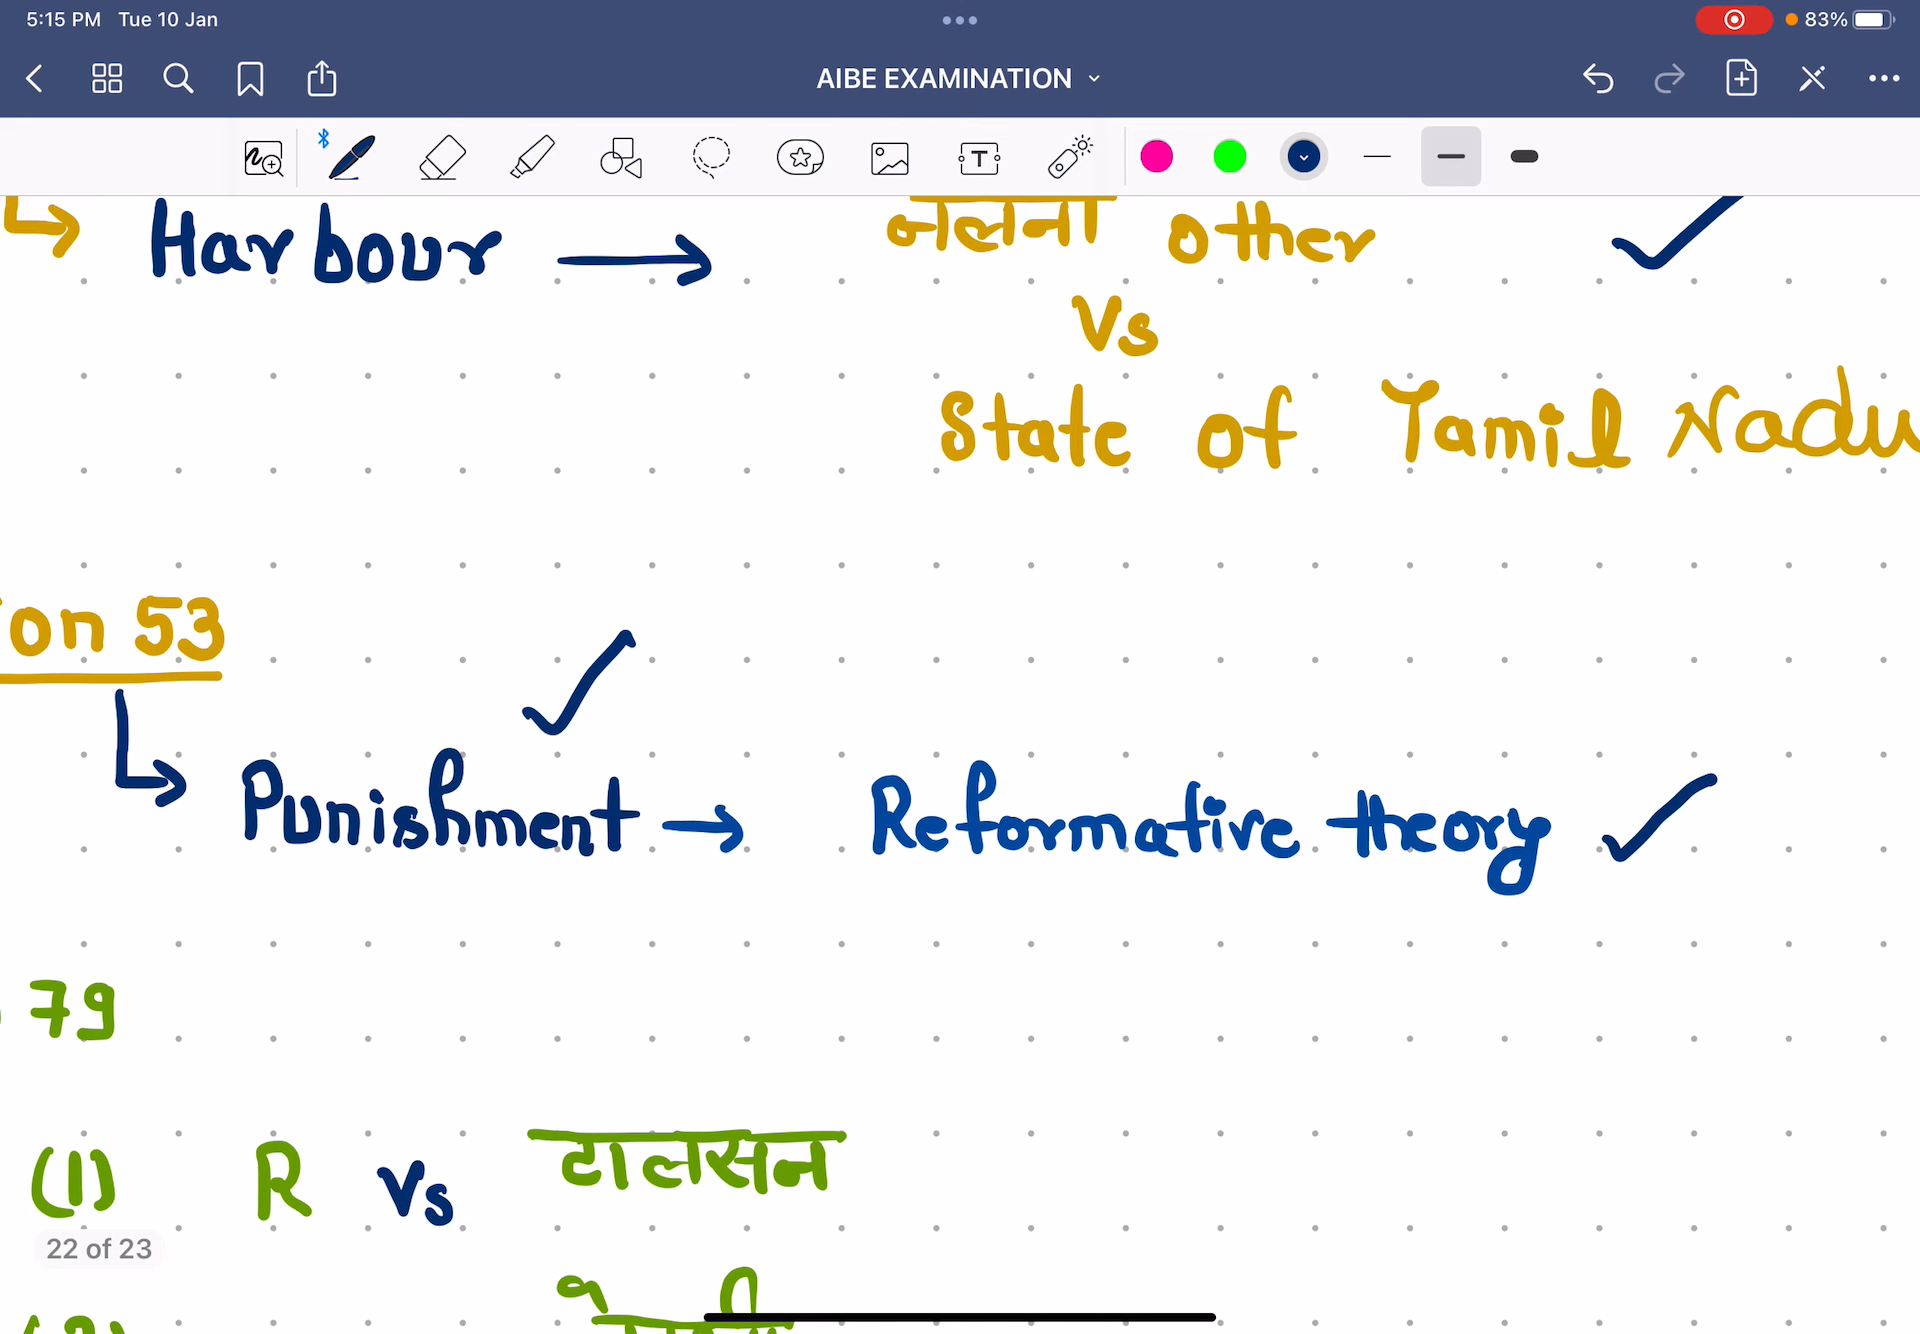 5:15 PM Tue 10 Jan
83%
AIBE EXAMINATION
T
Harbour → नलिनी other
Vs
State of Tamil Nadu
on 53
Punishment → Reformative theory
79
(1) R Vs टालसन
22 of 23